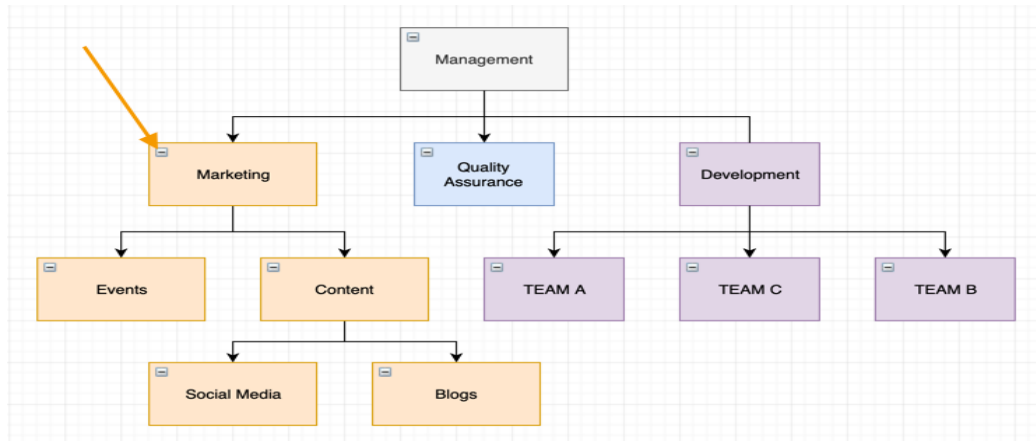 Management
Marketing
Quality
Assurance
Development
Events
Content
TEAM A
TEAM C
TEAM B
Social Media
Blogs